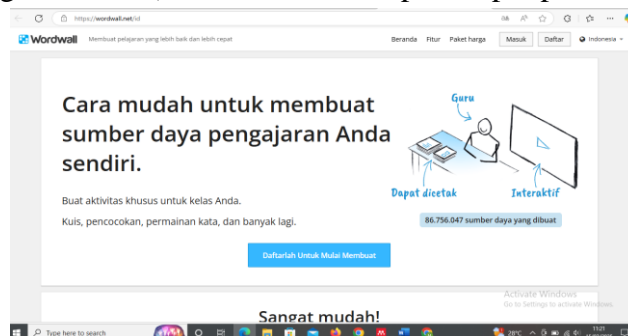 https://wordwall.net/id
Wordwall Membuat pelajaran yang lebih baik dan lebih cepat Beranda Fitur Paket harga Masuk Daftar Indonesia
Cara mudah untuk membuat
sumber daya pengajaran Anda
sendiri.
Buat aktivitas khusus untuk kelas Anda.
Kuis, pencocokan, permainan kata, dan banyak lagi.
Daftarlah Untuk Mulai Membuat
Guru
Dapat dicetak
Interaktif
86.756.047 sumber daya yang dibuat
Sangat mudah!
Activate Windows
Go to Settings to activate Windows.
Type here to search 28°C 11:21